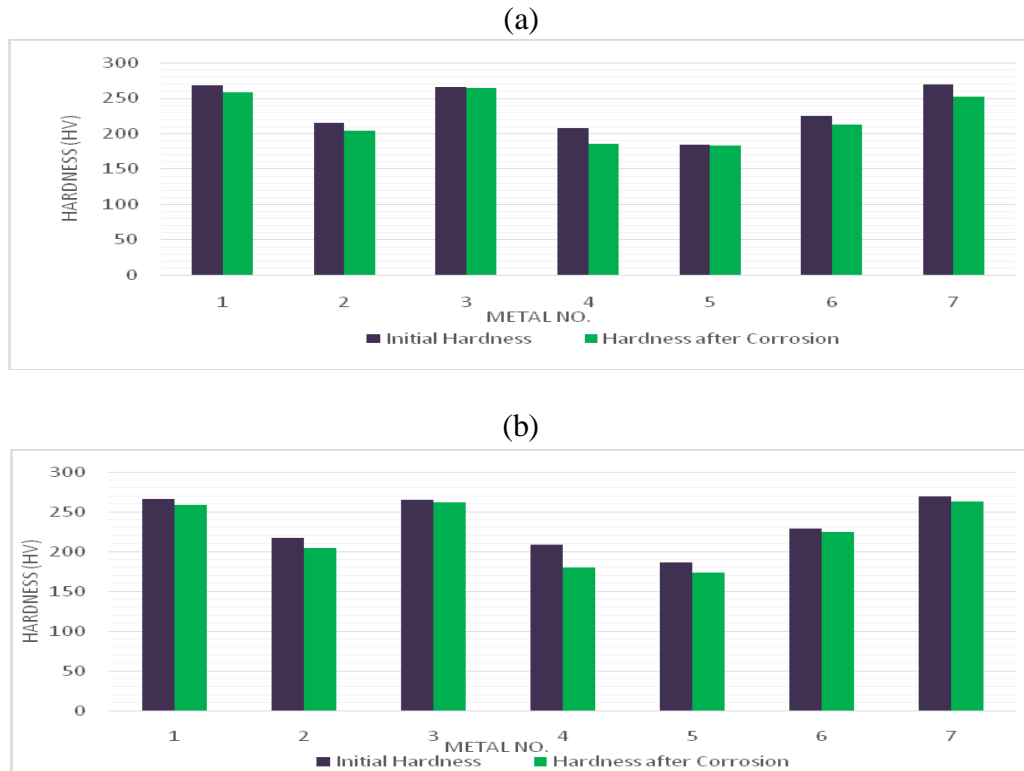 (a)
300
250
200
150
100
50
0
HARDNESS (HV)
1 2 3 4 5 6 7
METAL NO.
Initial Hardness Hardness after Corrosion
(b)
300
250
200
150
100
50
0
HARDNESS (HV)
1 2 3 4 5 6 7
METAL NO.
Initial Hardness Hardness after Corrosion